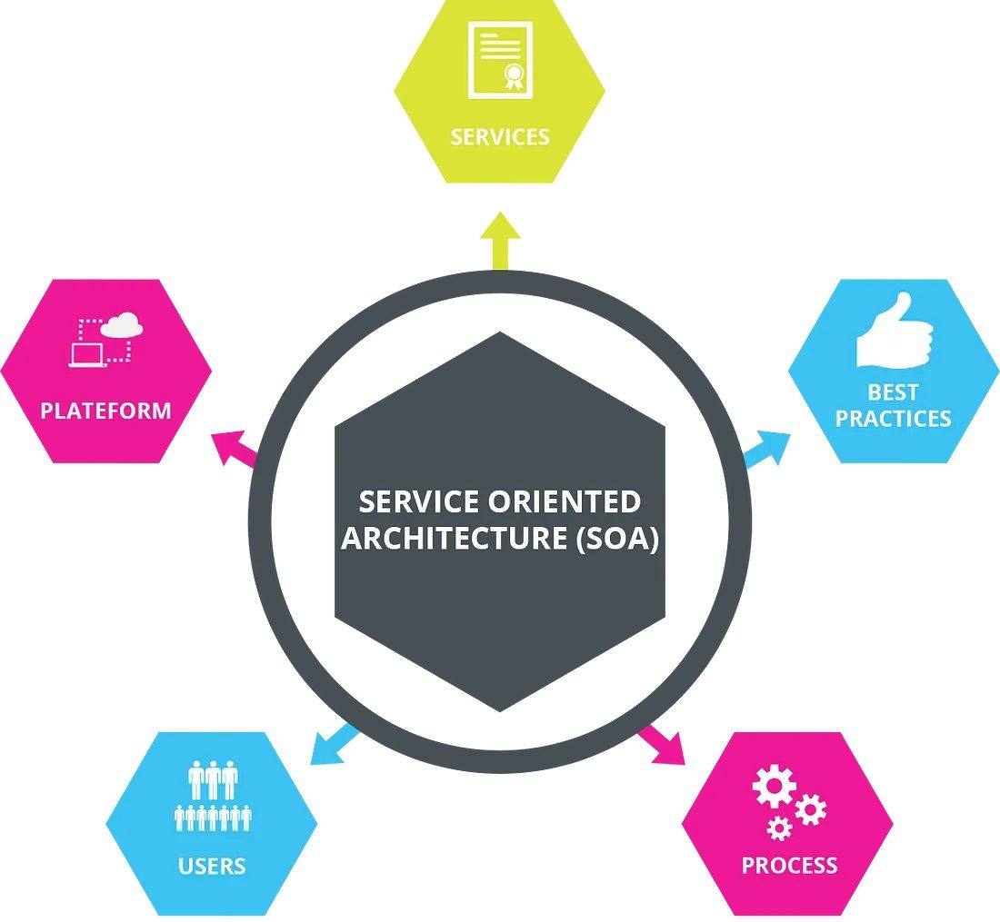 SERVICES
PLATEFORM
BEST
PRACTICES
SERVICE ORIENTED
ARCHITECTURE (SOA)
USERS
PROCESS